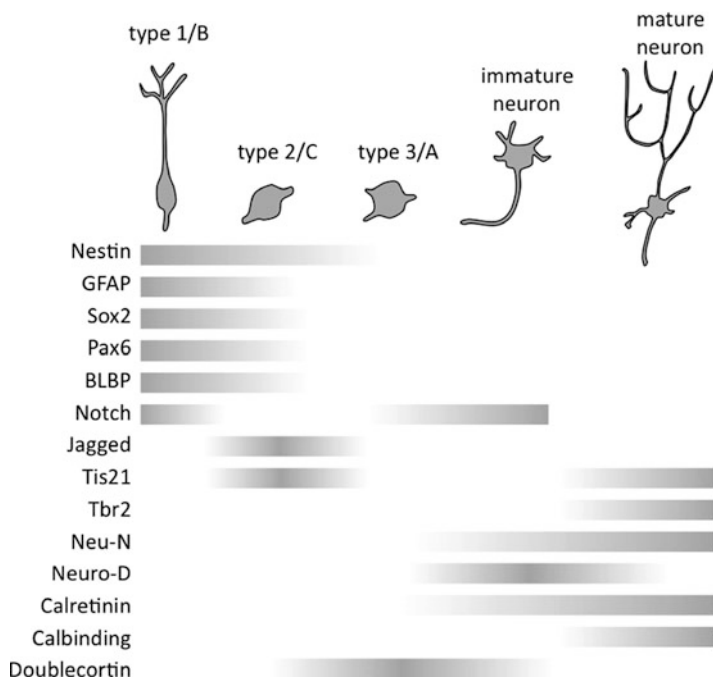 type 1/B
mature
neuron
immature
neuron
type 2/C
type 3/A
Nestin
GFAP
Sox2
Pax6
BLBP
Notch
Jagged
Tis21
Tbr2
Neu-N
Neuro-D
Calretinin
Calbinding
Doublecortin